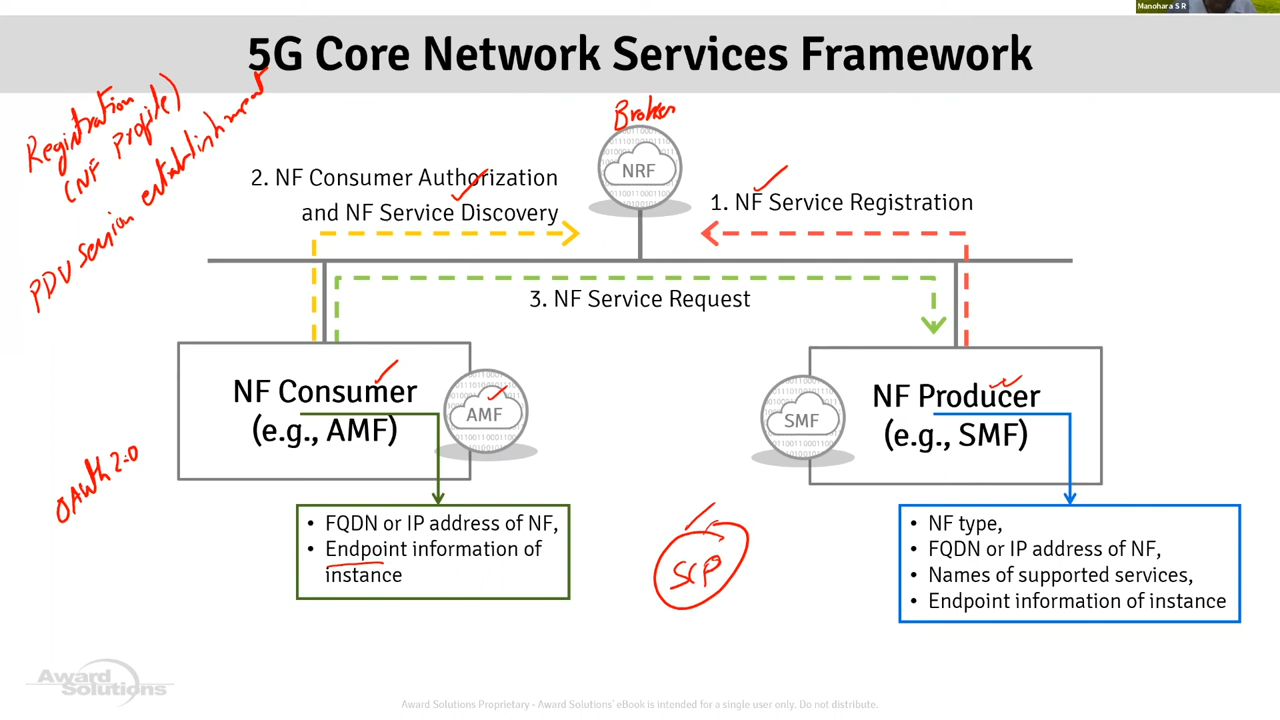 Manohara S R
5G Core Network Services Framework
Registration
(NF Profile)
PDU session establishment
Broker
NRF
2. NF Consumer Authorization
and NF Service Discovery
1. NF Service Registration
3. NF Service Request
NF Consumer
(e.g., AMF)
AMF
SMF
NF Producer
(e.g., SMF)
OAuth 2.0
• FQDN or IP address of NF,
• Endpoint information of
instance
SCP
• NF type,
• FQDN or IP address of NF,
• Names of supported services,
• Endpoint information of instance
Award
Solutions
Award Solutions Proprietary - Award Solutions' eBook is intended for a single user only. Do not distribute.